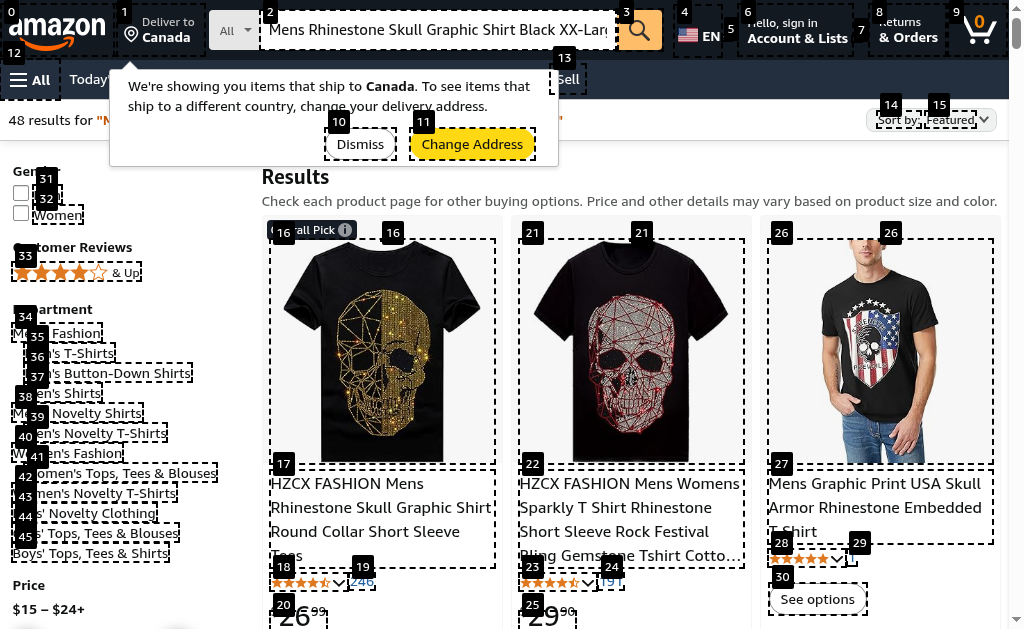 amazon
Deliver to
Canada
All
Mens Rhinestone Skull Graphic Shirt Black XX-Lar
EN
Hello, sign in
Account & Lists
Returns
& Orders
0
All
Today'
Sell
We're showing you items that ship to Canada. To see items that
ship to a different country, change your delivery address.
Dismiss
Change Address
48 results for "M
"
Sort by:
Featured
Results
Check each product page for other buying options. Price and other details may vary based on product size and color.
Women
Customer Reviews
& Up
Fashion
T-Shirts
Button-Down Shirts
Shirts
Novelty Shirts
Novelty T-Shirts
Fashion
Tops, Tees & Blouses
Novelty T-Shirts
Novelty Clothing
Tops, Tees & Blouses
Boys' Tops, Tees & Shirts
Price
$15 – $24+
HZCX FASHION Mens
Rhinestone Skull Graphic Shirt
Round Collar Short Sleeve
Tees
246
26 99
HZCX FASHION Mens Womens
Sparkly T Shirt Rhinestone
Short Sleeve Rock Festival
Bling Gemstone Tshirt Cotto...
191
29 90
Mens Graphic Print USA Skull
Armor Rhinestone Embedded
T-Shirt
1
See options
0
1
2
3
4
5
6
7
8
9
10
11
12
13
14
15
16
16
17
18
19
20
21
21
22
23
24
25
26
26
27
28
29
30
31
32
33
34
35
36
37
38
39
40
41
42
43
44
45